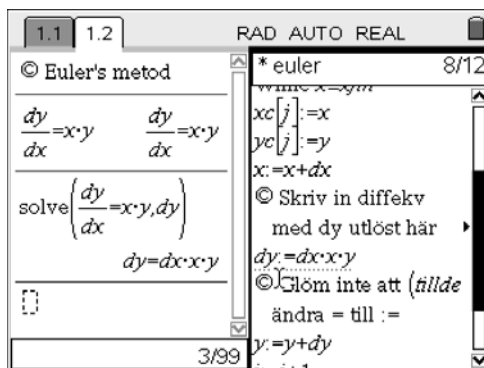 1.1 1.2 RAD AUTO REAL
© Euler's metod
dy/dx=x·y dy/dx=x·y
solve(dy/dx=x·y,dy)
dy=dx·x·y
3/99
* euler 8/12
xc[j]:=x
yc[j]:=y
x:=x+dx
© Skriv in diffekv
med dy utlöst här
dy:=dx·x·y
© Glöm inte att (tillde
ändra = till :=
y:=y+dy